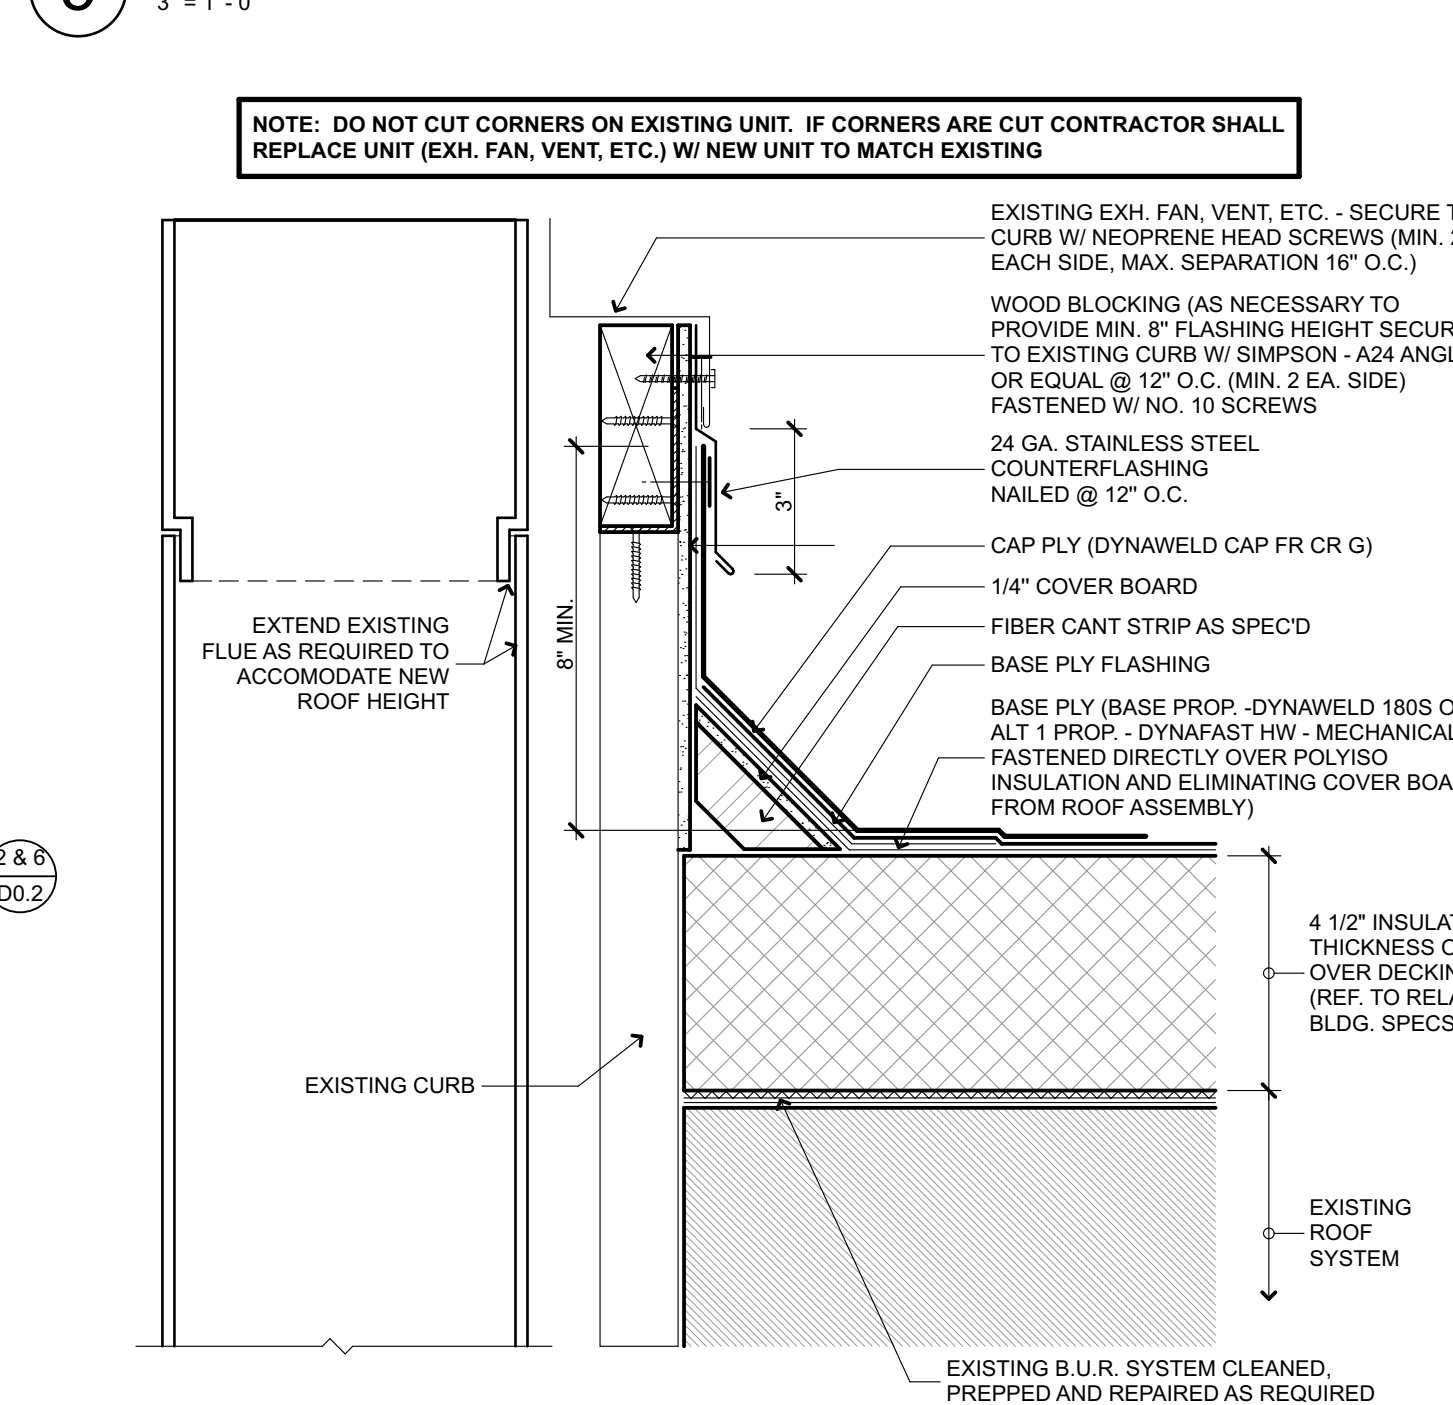 3" = 1'-0"
NOTE: DO NOT CUT CORNERS ON EXISTING UNIT. IF CORNERS ARE CUT CONTRACTOR SHALL
REPLACE UNIT (EXH. FAN, VENT, ETC.) W/ NEW UNIT TO MATCH EXISTING
EXISTING EXH. FAN, VENT, ETC. - SECURE
CURB W/ NEOPRENE HEAD SCREWS (MIN.
EACH SIDE, MAX. SEPARATION 16" O.C.)
WOOD BLOCKING (AS NECESSARY TO
PROVIDE MIN. 8" FLASHING HEIGHT SECUR
TO EXISTING CURB W/ SIMPSON - A24 ANGL
OR EQUAL @ 12" O.C. (MIN. 2 EA. SIDE)
FASTENED W/ NO. 10 SCREWS
24 GA. STAINLESS STEEL
COUNTERFLASHING
NAILED @ 12" O.C.
3"
CAP PLY (DYNAWELD CAP FR CR G)
1/4" COVER BOARD
FIBER CANT STRIP AS SPEC'D
BASE PLY FLASHING
8" MIN.
EXTEND EXISTING
FLUE AS REQUIRED TO
ACCOMODATE NEW
ROOF HEIGHT
BASE PLY (BASE PROP. -DYNAWELD 180S O
ALT 1 PROP. - DYNAFAST HW - MECHANICAL
FASTENED DIRECTLY OVER POLYISO
INSULATION AND ELIMINATING COVER BOA
FROM ROOF ASSEMBLY)
2 & 6
D0.2
4 1/2" INSULAT
THICKNESS
OVER DECKIN
(REF. TO RELA
BLDG. SPECS
EXISTING CURB
EXISTING
ROOF
SYSTEM
EXISTING B.U.R. SYSTEM CLEANED,
PREPPED AND REPAIRED AS REQUIRED